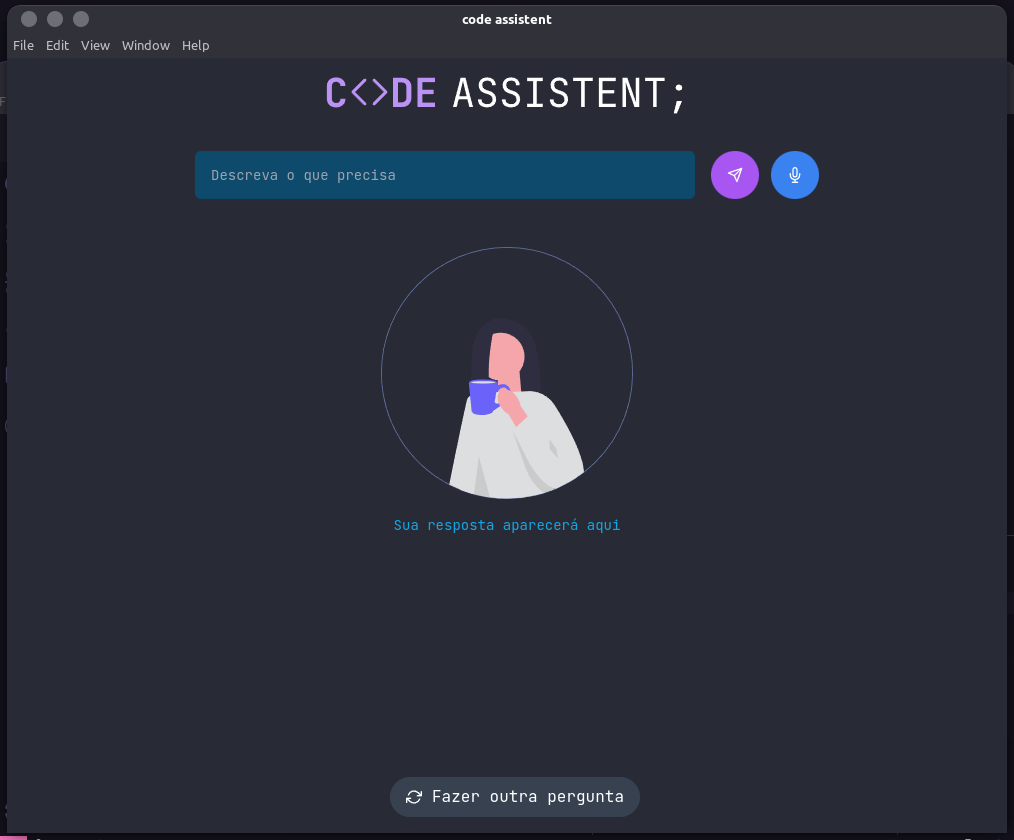 code assistent
File Edit View Window Help
C<>DE ASSISTENT;
Descreva o que precisa
Sua resposta aparecerá aqui
Fazer outra pergunta